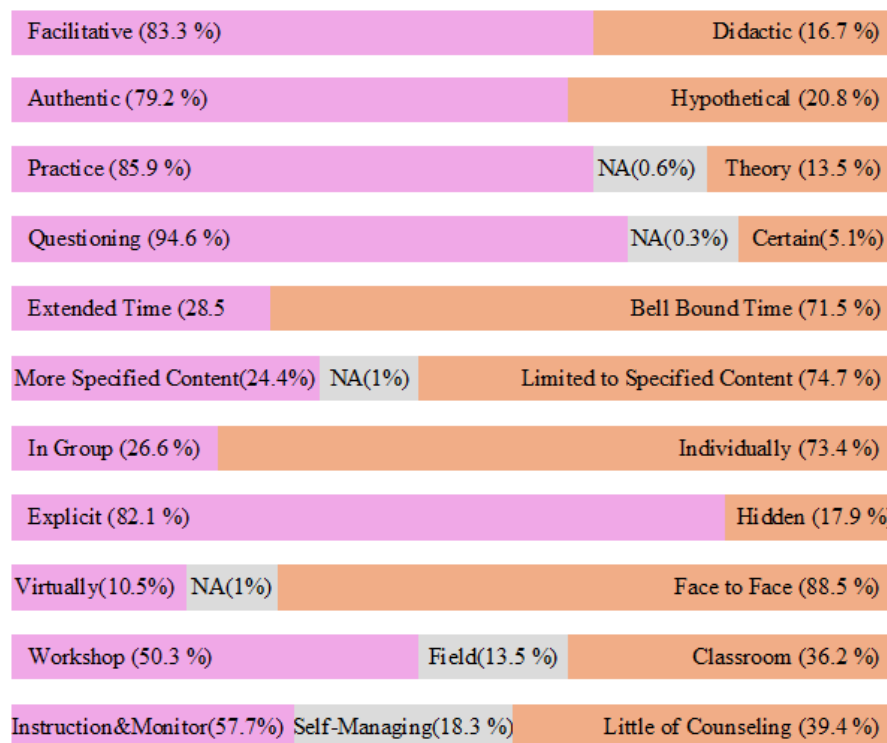 Facilitative (83.3 %) Didactic (16.7 %)
Authentic (79.2 %) Hypothetical (20.8 %)
Practice (85.9 %) NA(0.6%) Theory (13.5 %)
Questioning (94.6 %) NA(0.3%) Certain(5.1%)
Extended Time (28.5 Bell Bound Time (71.5 %)
More Specified Content(24.4%) NA(1%) Limited to Specified Content (74.7 %)
In Group (26.6 %) Individually (73.4 %)
Explicit (82.1 %) Hidden (17.9 %
Virtually(10.5%) NA(1%) Face to Face (88.5 %)
Workshop (50.3 %) Field(13.5 %) Classroom (36.2 %)
Instruction&Monitor(57.7%) Self-Managing(18.3 %) Little of Counseling (39.4 %)